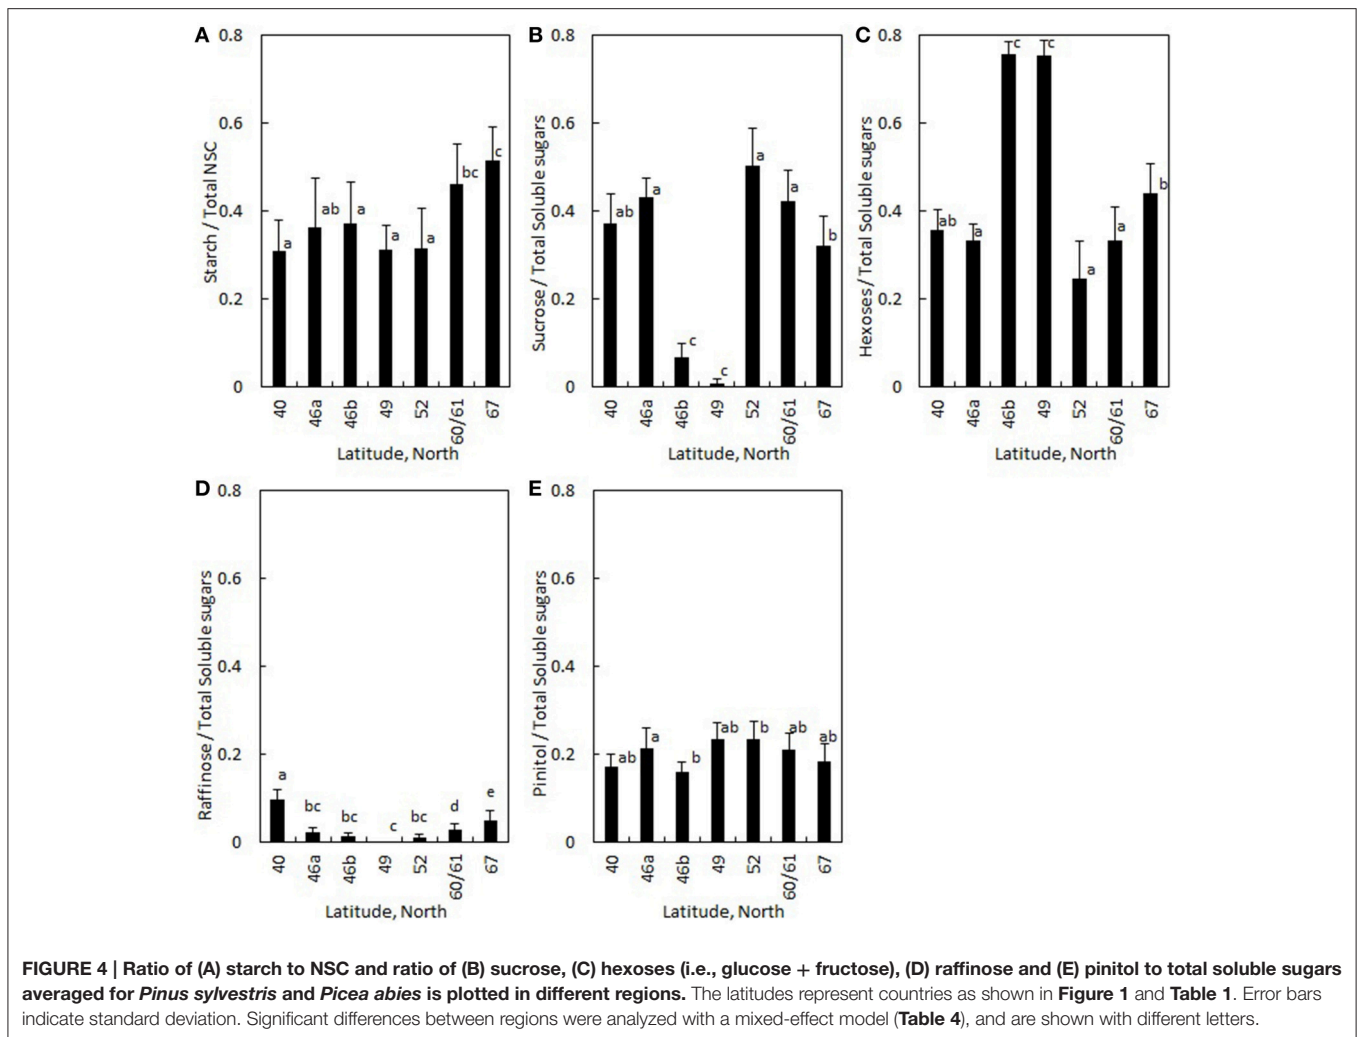 A
0.8
0.6
0.4
0.2
0
Starch / Total NSC
a
ab
a
a
a
bc
c
40
46a
46b
49
52
60/61
67
Latitude, North
B
0.8
0.6
0.4
0.2
0
Sucrose / Total Soluble sugars
ab
a
c
c
a
a
b
40
46a
46b
49
52
60/61
67
Latitude, North
C
0.8
0.6
0.4
0.2
0
Hexoses / Total Soluble sugars
ab
a
c
c
a
a
b
40
46a
46b
49
52
60/61
67
Latitude, North
D
0.8
0.6
0.4
0.2
0
Raffinose / Total Soluble sugars
a
bc
bc
c
bc
d
e
40
46a
46b
49
52
60/61
67
Latitude, North
E
0.8
0.6
0.4
0.2
0
Pinitol / Total Soluble sugars
ab
a
b
ab
b
ab
ab
40
46a
46b
49
52
60/61
67
Latitude, North
FIGURE 4 | Ratio of (A) starch to NSC and ratio of (B) sucrose, (C) hexoses (i.e., glucose + fructose), (D) raffinose and (E) pinitol to total soluble sugars
averaged for Pinus sylvestris and Picea abies is plotted in different regions. The latitudes represent countries as shown in Figure 1 and Table 1. Error bars
indicate standard deviation. Significant differences between regions were analyzed with a mixed-effect model (Table 4), and are shown with different letters.